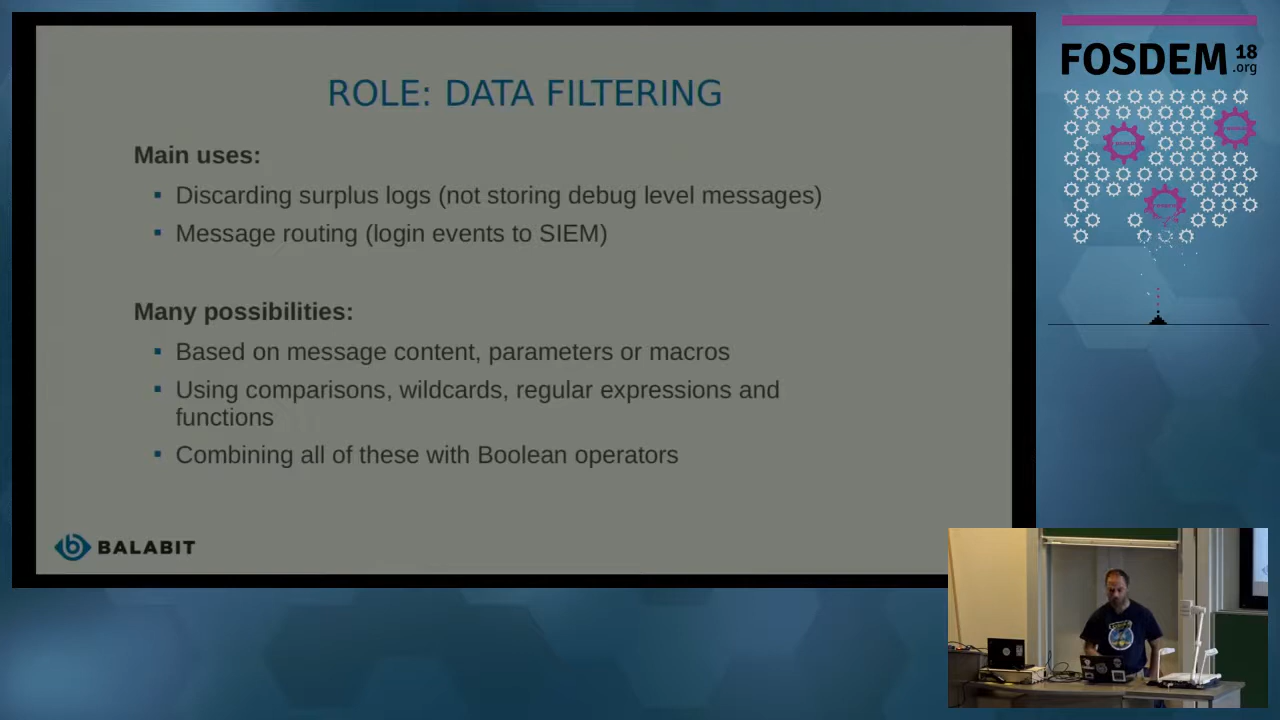 ROLE: DATA FILTERING
Main uses:
Discarding surplus logs (not storing debug level messages)
Message routing (login events to SIEM)
Many possibilities:
Based on message content, parameters or macros
Using comparisons, wildcards, regular expressions and
functions
Combining all of these with Boolean operators
BALABIT
FOSDEM 18
.org